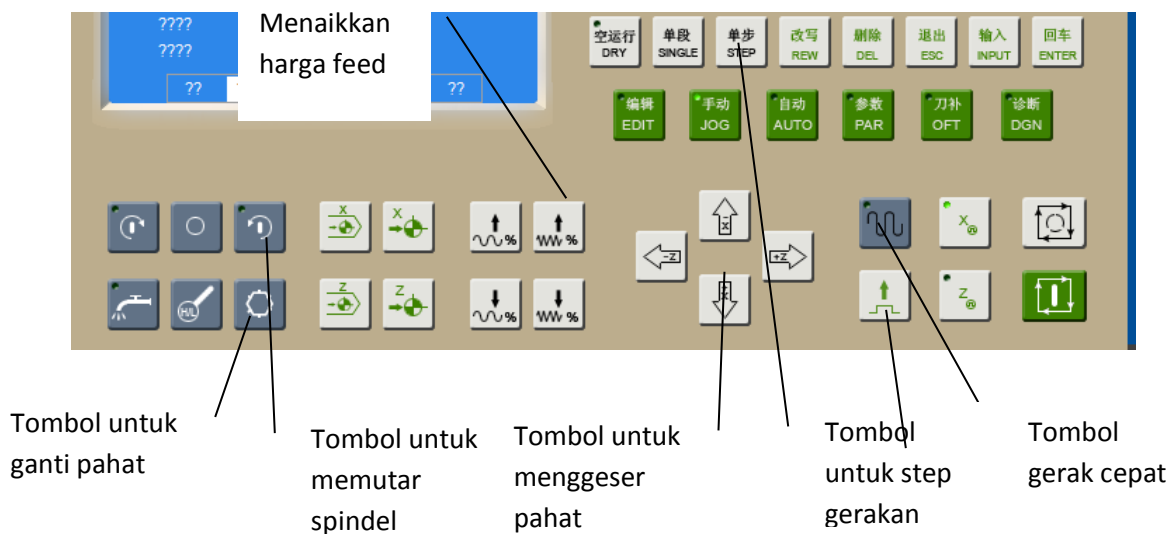 ????
????
??
??
Menaikkan
harga feed
空运行
DRY
单段
SINGLE
单步
STEP
改写
REW
删除
DEL
退出
ESC
输入
INPUT
回车
ENTER
编辑
EDIT
手动
JOG
自动
AUTO
参数
PAR
刀补
OFT
诊断
DGN
X
X
%
%
X
-Z
+Z
X
X
H/L
Z
Z
%
%
Z
Tombol untuk
ganti pahat
Tombol untuk
memutar
spindel
Tombol untuk
menggeser
pahat
Tombol
untuk step
gerakan
Tombol
gerak cepat